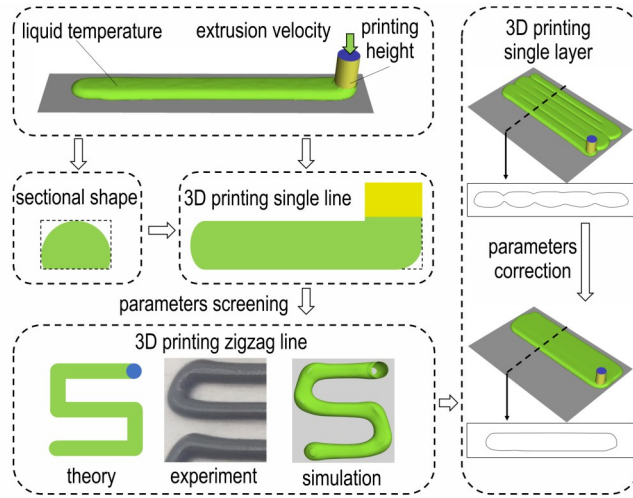 liquid temperature
extrusion velocity
printing
height
3D printing
single layer
sectional shape
3D printing single line
parameters
correction
parameters screening
3D printing zigzag line
theory
experiment
simulation